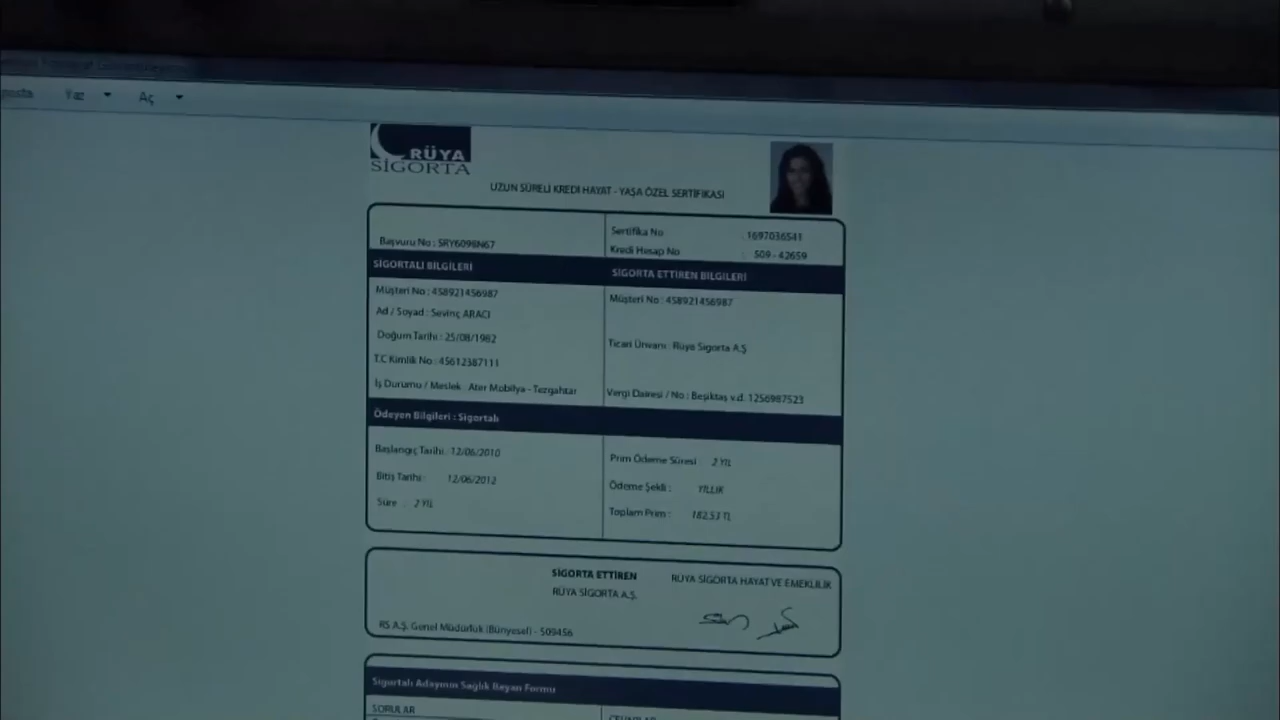 Yaz
Aç
RÜYA
SİGORTA
UZUN SÜRELİ KREDİ HAYAT - YAŞA ÖZEL SERTİFİKASI
Başvuru No : SRY6098N67
Sertifika No : 1697036541
Kredi Hesap No : 509 - 42659
SİGORTALI BİLGİLERİ
SİGORTA ETTİREN BİLGİLERİ
Müşteri No : 458921456987
Ad / Soyad : Sevinç ARACI
Doğum Tarihi : 25/08/1982
T.C Kimlik No : 45612387111
İş Durumu / Meslek Ater Mobilya - Tezgahtar
Müşteri No : 458921456987
Ticari Ünvanı : Rüya Sigorta A.Ş
Vergi Dairesi / No : Beşiktaş v.d. 1256987523
Ödeyen Bilgileri : Sigortalı
Başlangıç Tarihi : 12/06/2010
Bitiş Tarihi : 12/06/2012
Süre : 2 YIL
Prim Ödeme Süresi 2 YIL
Ödeme Şekli : YILLIK
Toplam Prim : 182,53 TL
SİGORTA ETTİREN
RÜYA SİGORTA A.Ş.
RÜYA SİGORTA HAYAT VE EMEKLİLİK
RS A.Ş. Genel Müdürlük (Bünyesel) - 509456
Sigortalı Adayının Sağlık Beyan Formu
SORULAR